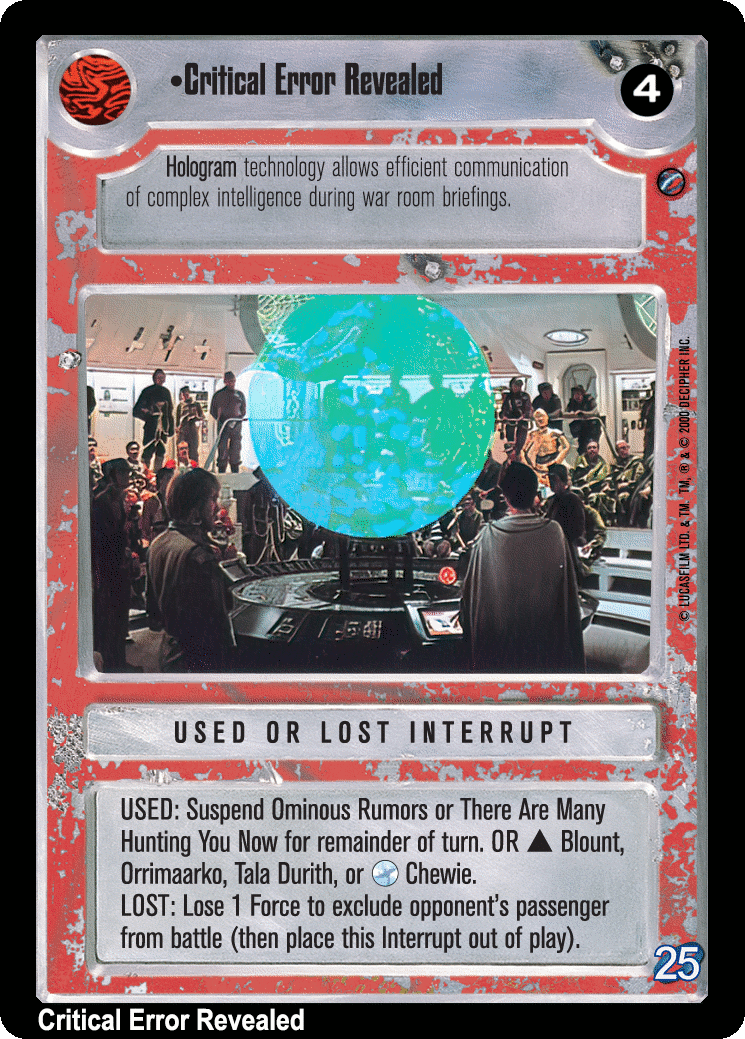 •Critical Error Revealed
4
Hologram technology allows efficient communication
of complex intelligence during war room briefings.
© LUCASFILM LTD. & TM. ™, ® & © 2000 DECIPHER INC.
USED OR LOST INTERRUPT
USED: Suspend Ominous Rumors or There Are Many
Hunting You Now for remainder of turn. OR ▲ Blount,
Orrimaarko, Tala Durith, or Chewie.
LOST: Lose 1 Force to exclude opponent's passenger
from battle (then place this Interrupt out of play).
25
Critical Error Revealed